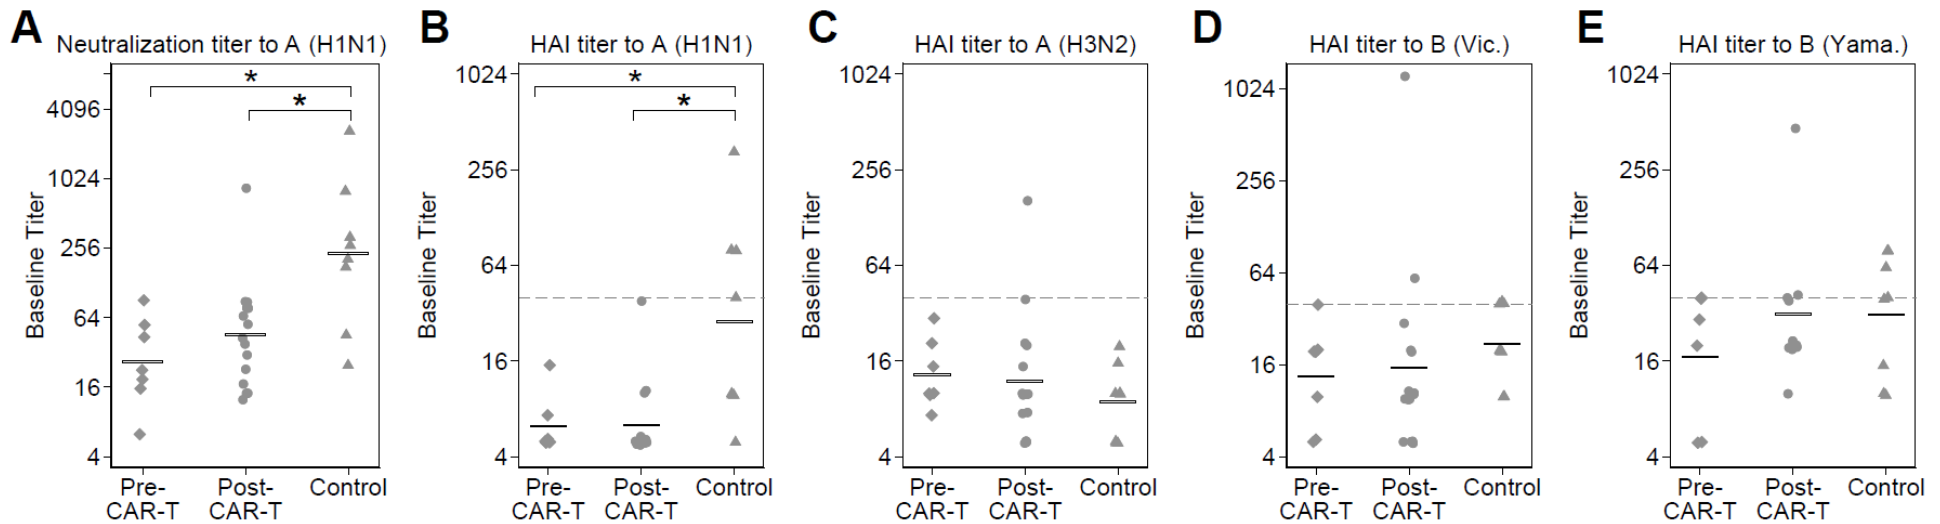 A
Neutralization titer to A (H1N1)
Baseline Titer
4096
1024
256
64
16
4
*
*
Pre-
CAR-T
Post-
CAR-T
Control
B
HAI titer to A (H1N1)
Baseline Titer
1024
256
64
16
4
*
*
Pre-
CAR-T
Post-
CAR-T
Control
C
HAI titer to A (H3N2)
Baseline Titer
1024
256
64
16
4
Pre-
CAR-T
Post-
CAR-T
Control
D
HAI titer to B (Vic.)
Baseline Titer
1024
256
64
16
4
Pre-
CAR-T
Post-
CAR-T
Control
E
HAI titer to B (Yama.)
Baseline Titer
1024
256
64
16
4
Pre-
CAR-T
Post-
CAR-T
Control